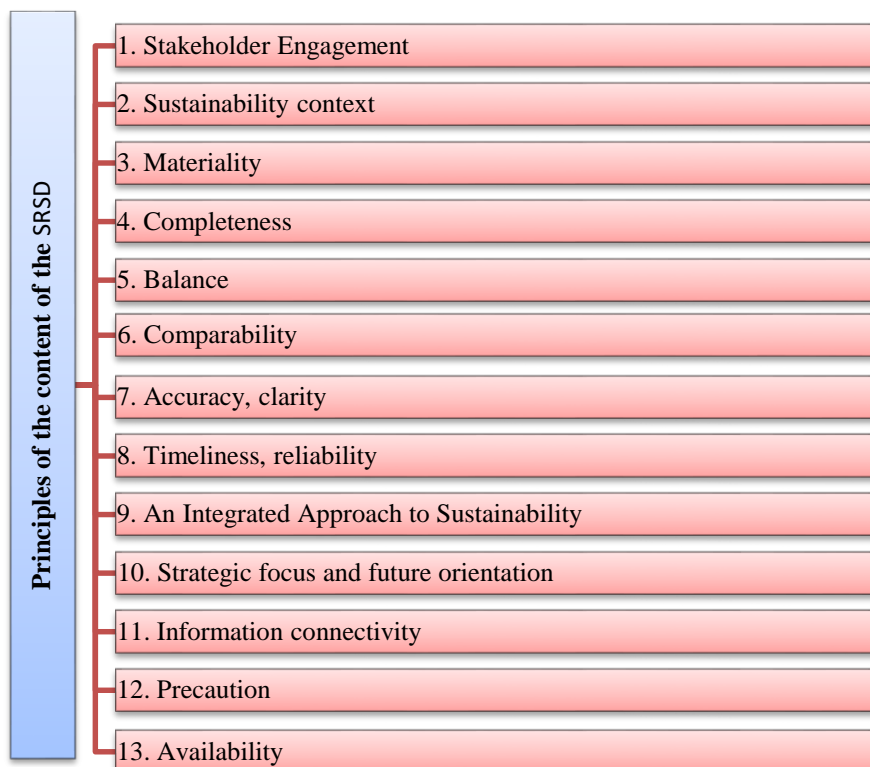 Principles of the content of the SRSD
1. Stakeholder Engagement
2. Sustainability context
3. Materiality
4. Completeness
5. Balance
6. Comparability
7. Accuracy, clarity
8. Timeliness, reliability
9. An Integrated Approach to Sustainability
10. Strategic focus and future orientation
11. Information connectivity
12. Precaution
13. Availability